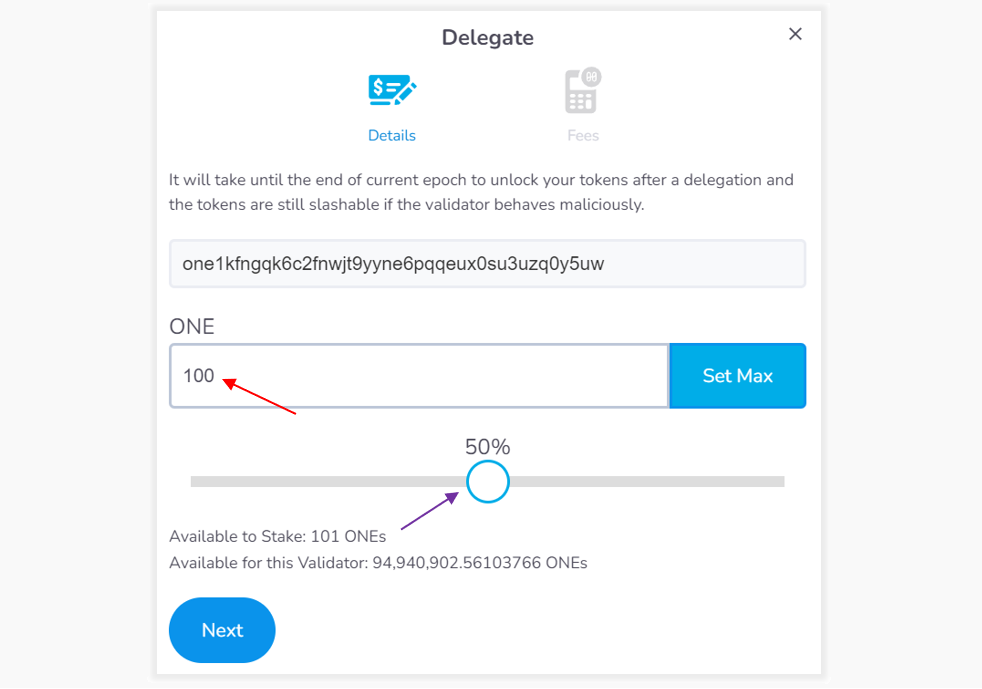 Delegate
Details
Fees
It will take until the end of current epoch to unlock your tokens after a delegation and
the tokens are still slashable if the validator behaves maliciously.
one1kfngqk6c2fnwjt9yyne6pqqeux0su3uzq0y5uw
ONE
100
Set Max
50%
Available to Stake: 101 ONEs
Available for this Validator: 94,940,902.56103766 ONEs
Next